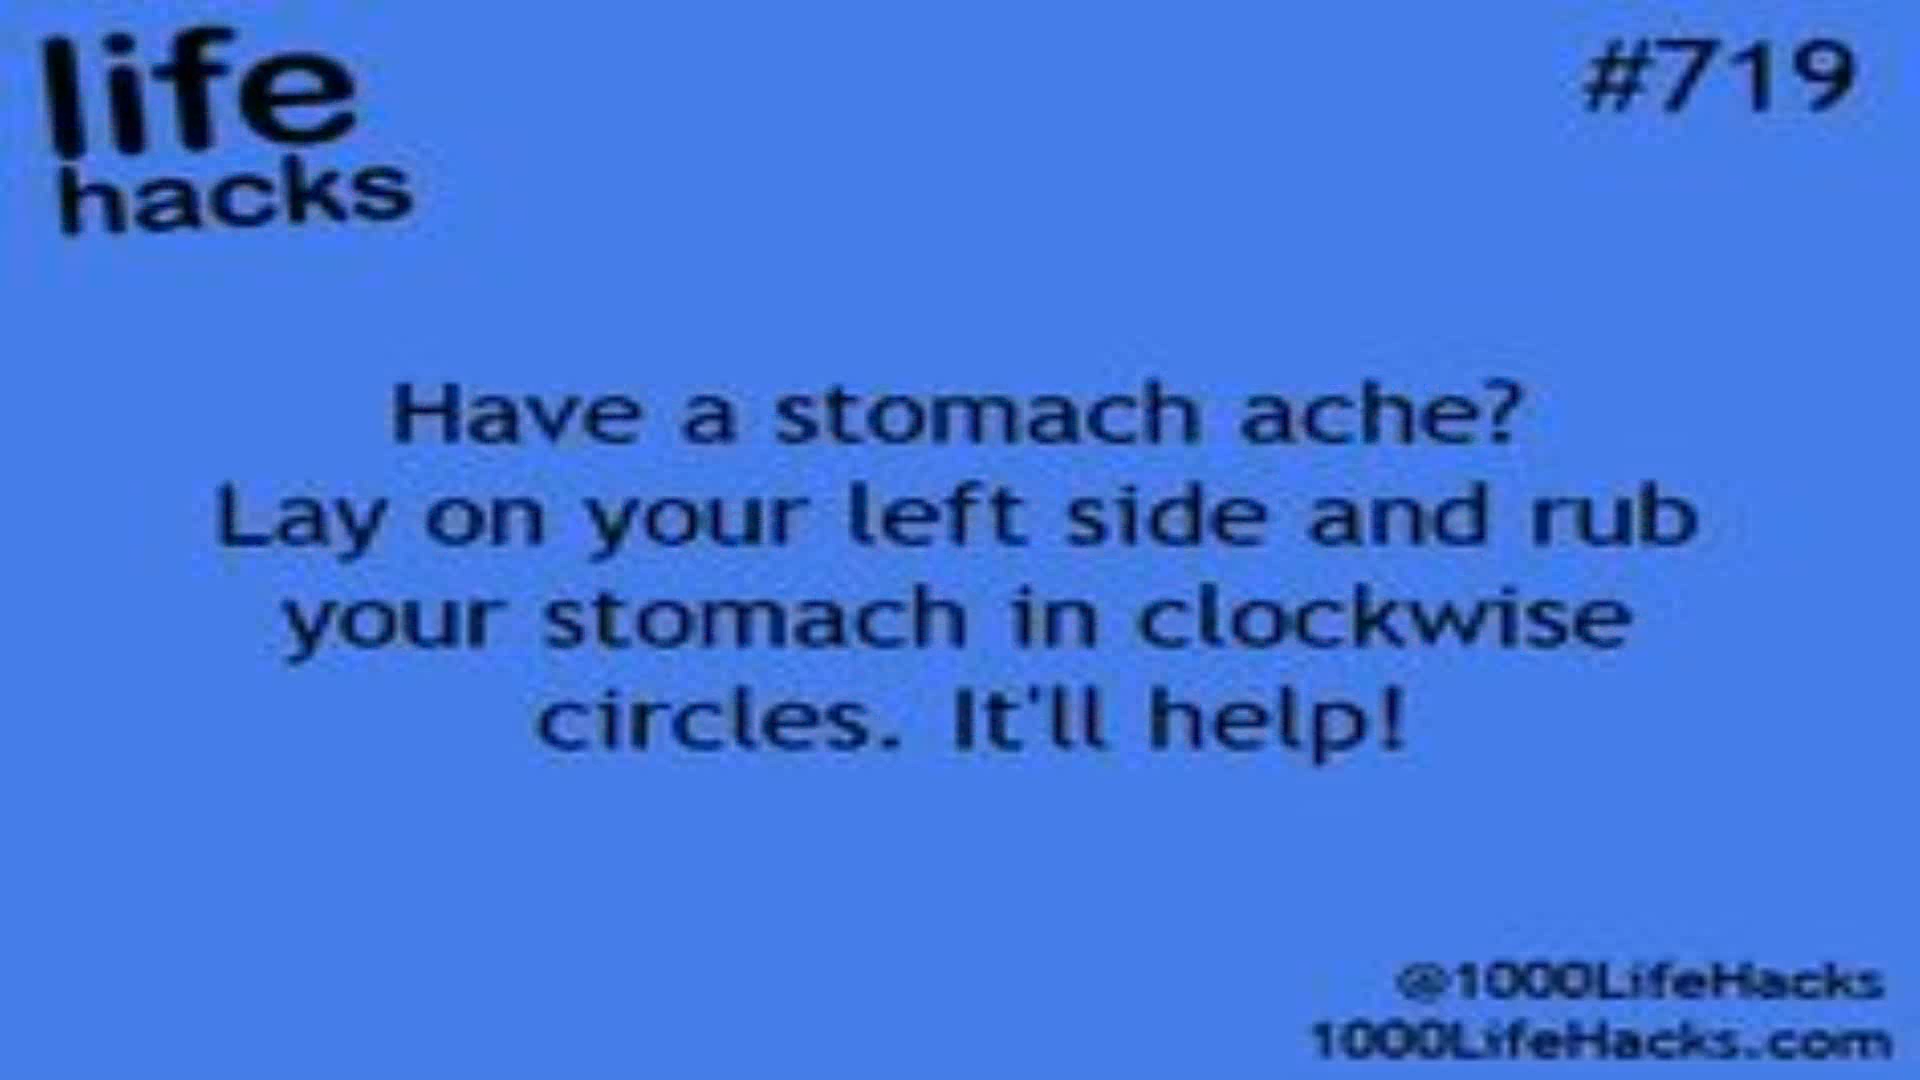 life
hacks
#719
Have a stomach ache?
Lay on your left side and rub
your stomach in clockwise
circles. It'll help!
@1000LifeHacks
1000LifeHacks.com